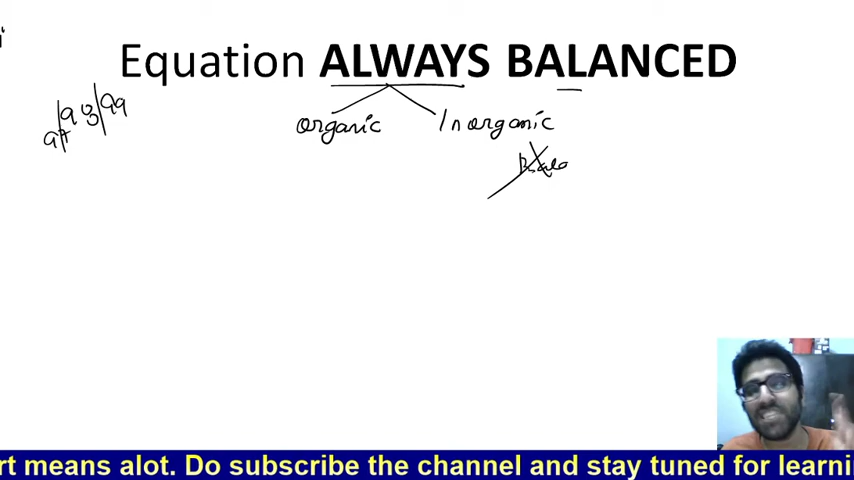 Equation ALWAYS BALANCED
organic Inorganic
rt means alot. Do subscribe the channel and stay tuned for learni